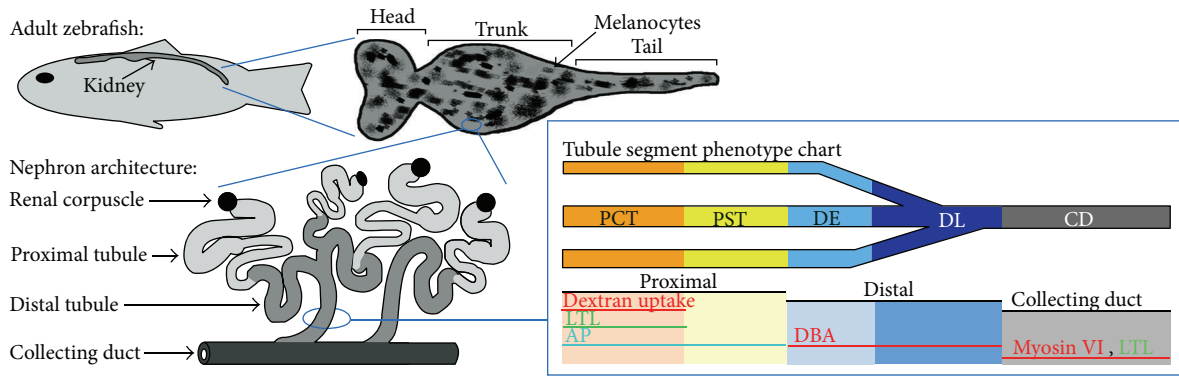 Adult zebrafish:
Kidney
Head
Trunk
Melanocytes
Tail
Nephron architecture:
Renal corpuscle
Proximal tubule
Distal tubule
Collecting duct
Tubule segment phenotype chart
PCT PST DE DL CD
Proximal
Distal
Collecting duct
Dextran uptake
LTL
AP
DBA
Myosin VI , LTL